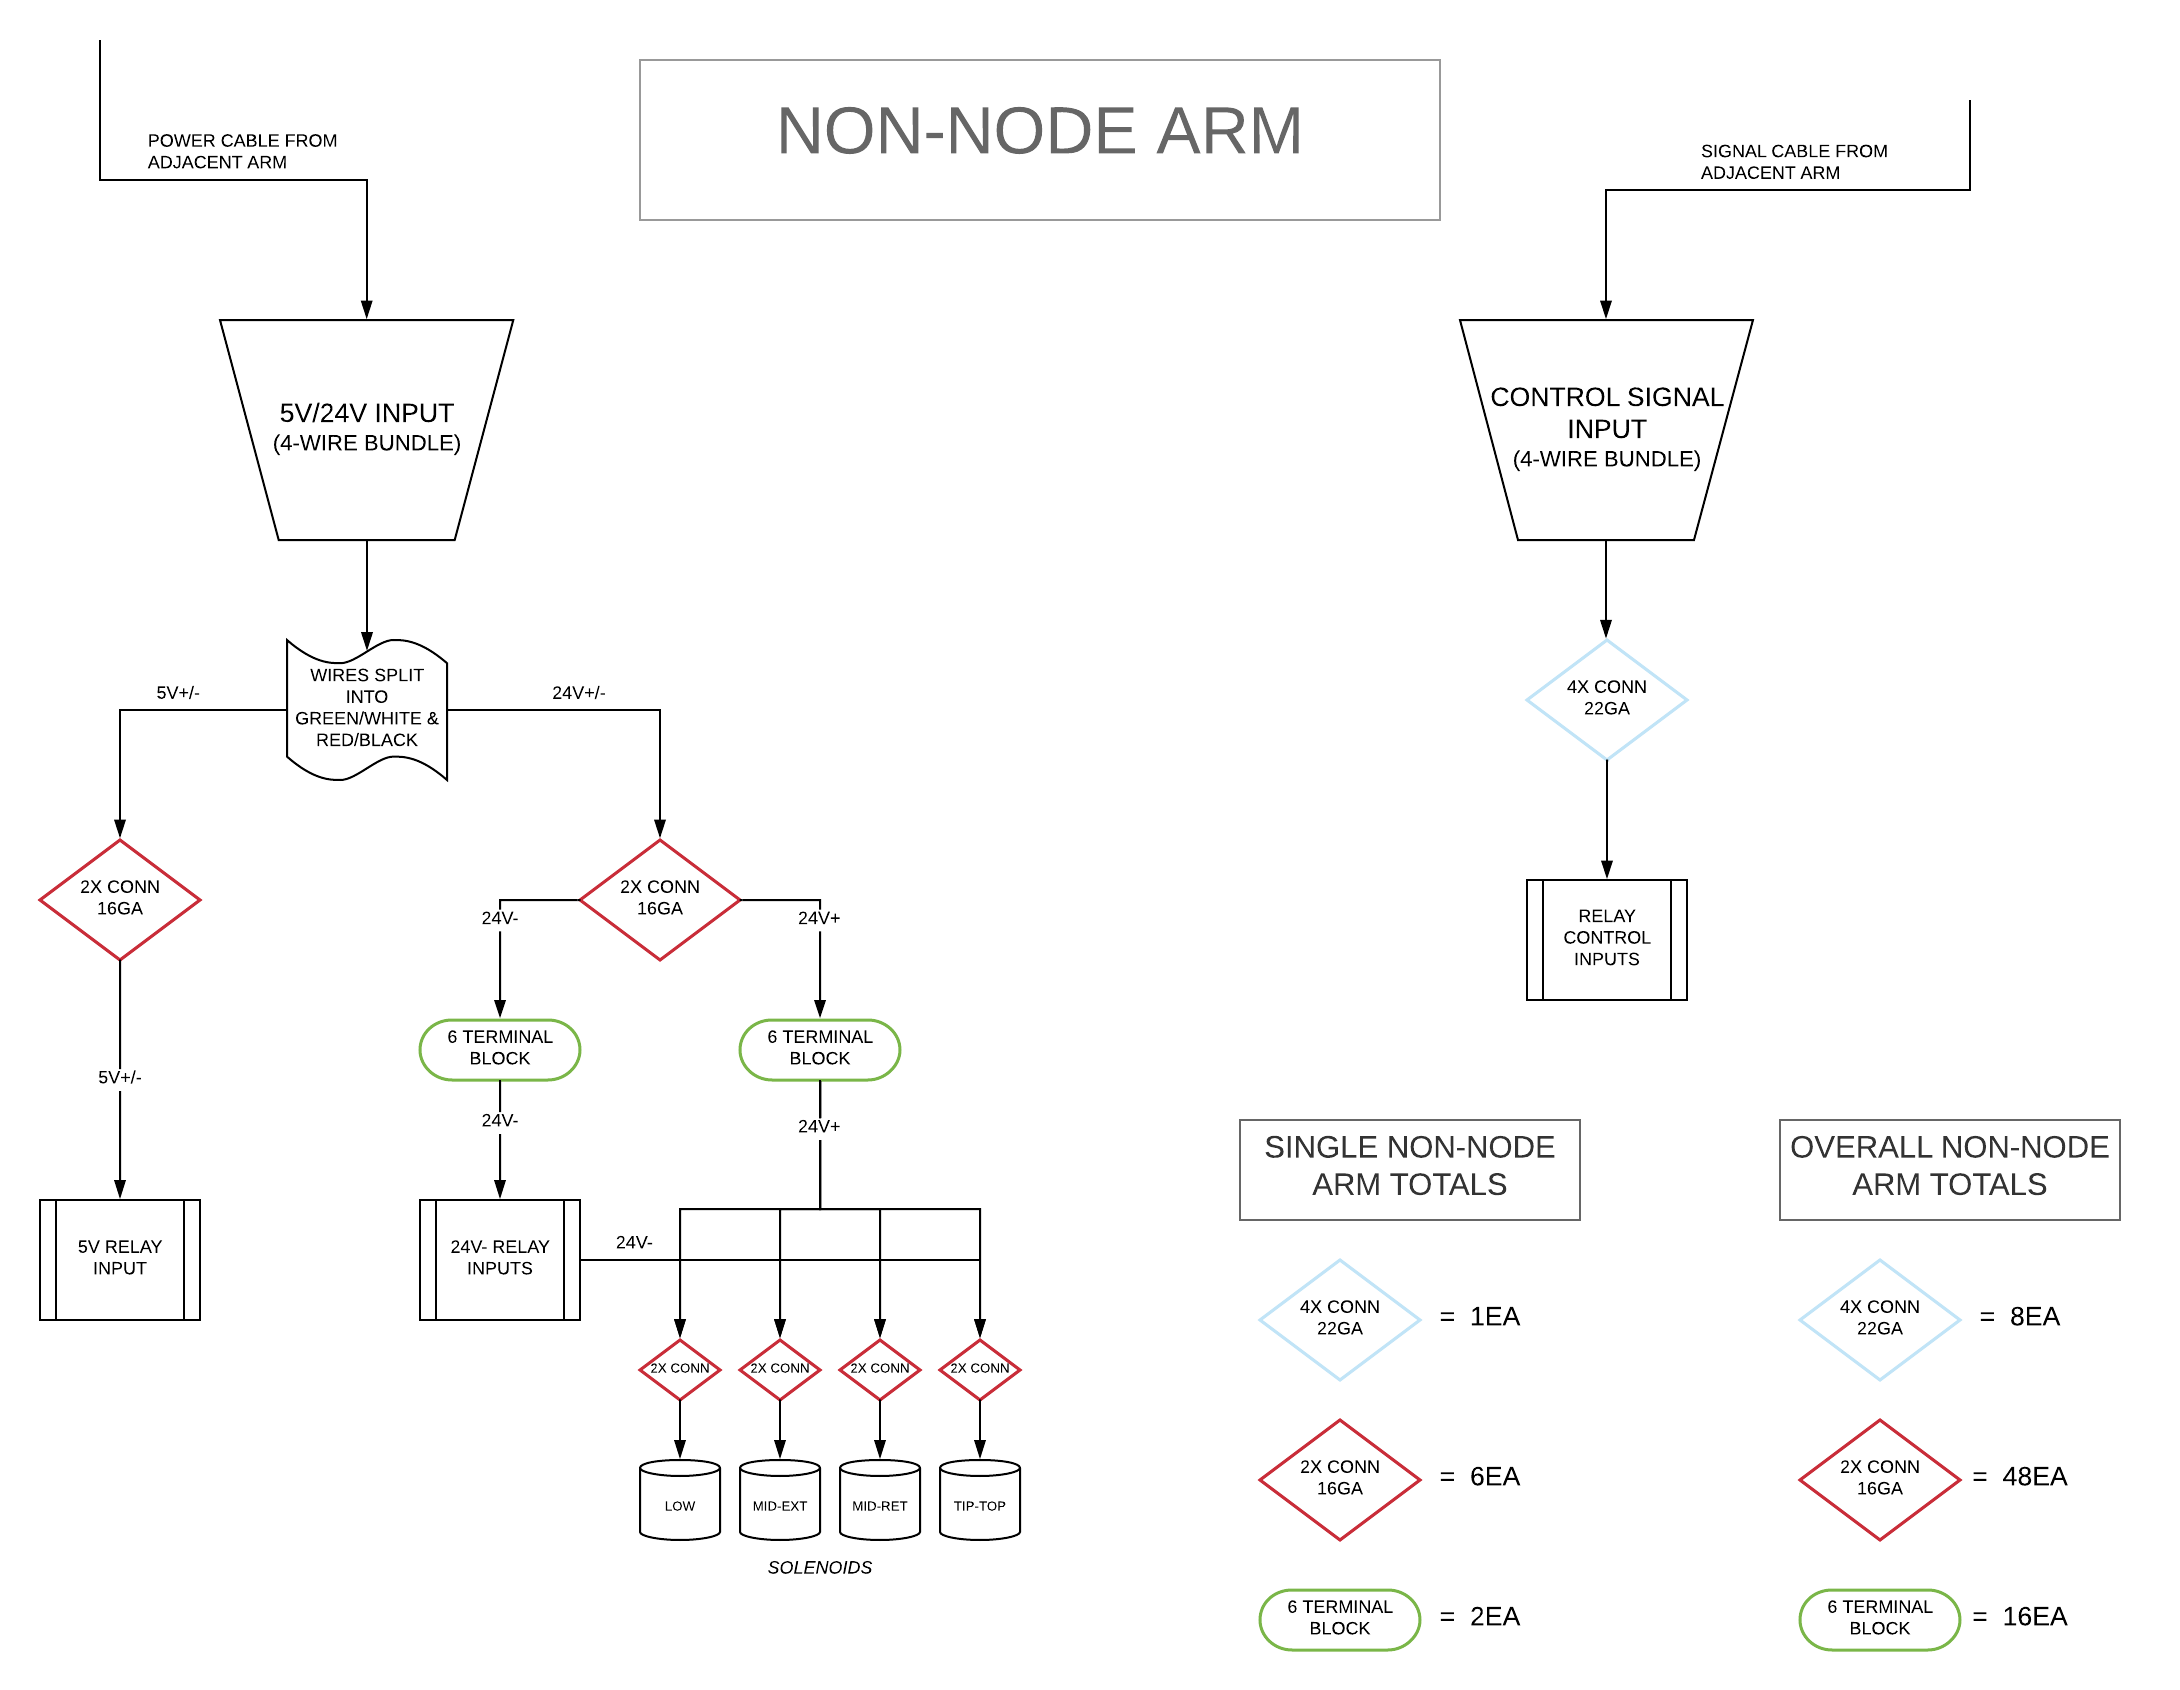 NON-NODE ARM
POWER CABLE FROM
ADJACENT ARM
SIGNAL CABLE FROM
ADJACENT ARM
5V/24V INPUT
(4-WIRE BUNDLE)
CONTROL SIGNAL
INPUT
(4-WIRE BUNDLE)
WIRES SPLIT
INTO
GREEN/WHITE &
RED/BLACK
5V+/-
24V+/-
4X CONN
22GA
2X CONN
16GA
2X CONN
16GA
24V-
24V+
RELAY
CONTROL
INPUTS
6 TERMINAL
BLOCK
6 TERMINAL
BLOCK
5V+/-
24V-
24V+
5V RELAY
INPUT
24V- RELAY
INPUTS
24V-
2X CONN
2X CONN
2X CONN
2X CONN
LOW
MID-EXT
MID-RET
TIP-TOP
SOLENOIDS
SINGLE NON-NODE
ARM TOTALS
4X CONN
22GA
= 1EA
2X CONN
16GA
= 6EA
6 TERMINAL
BLOCK
= 2EA
OVERALL NON-NODE
ARM TOTALS
4X CONN
22GA
= 8EA
2X CONN
16GA
= 48EA
6 TERMINAL
BLOCK
= 16EA